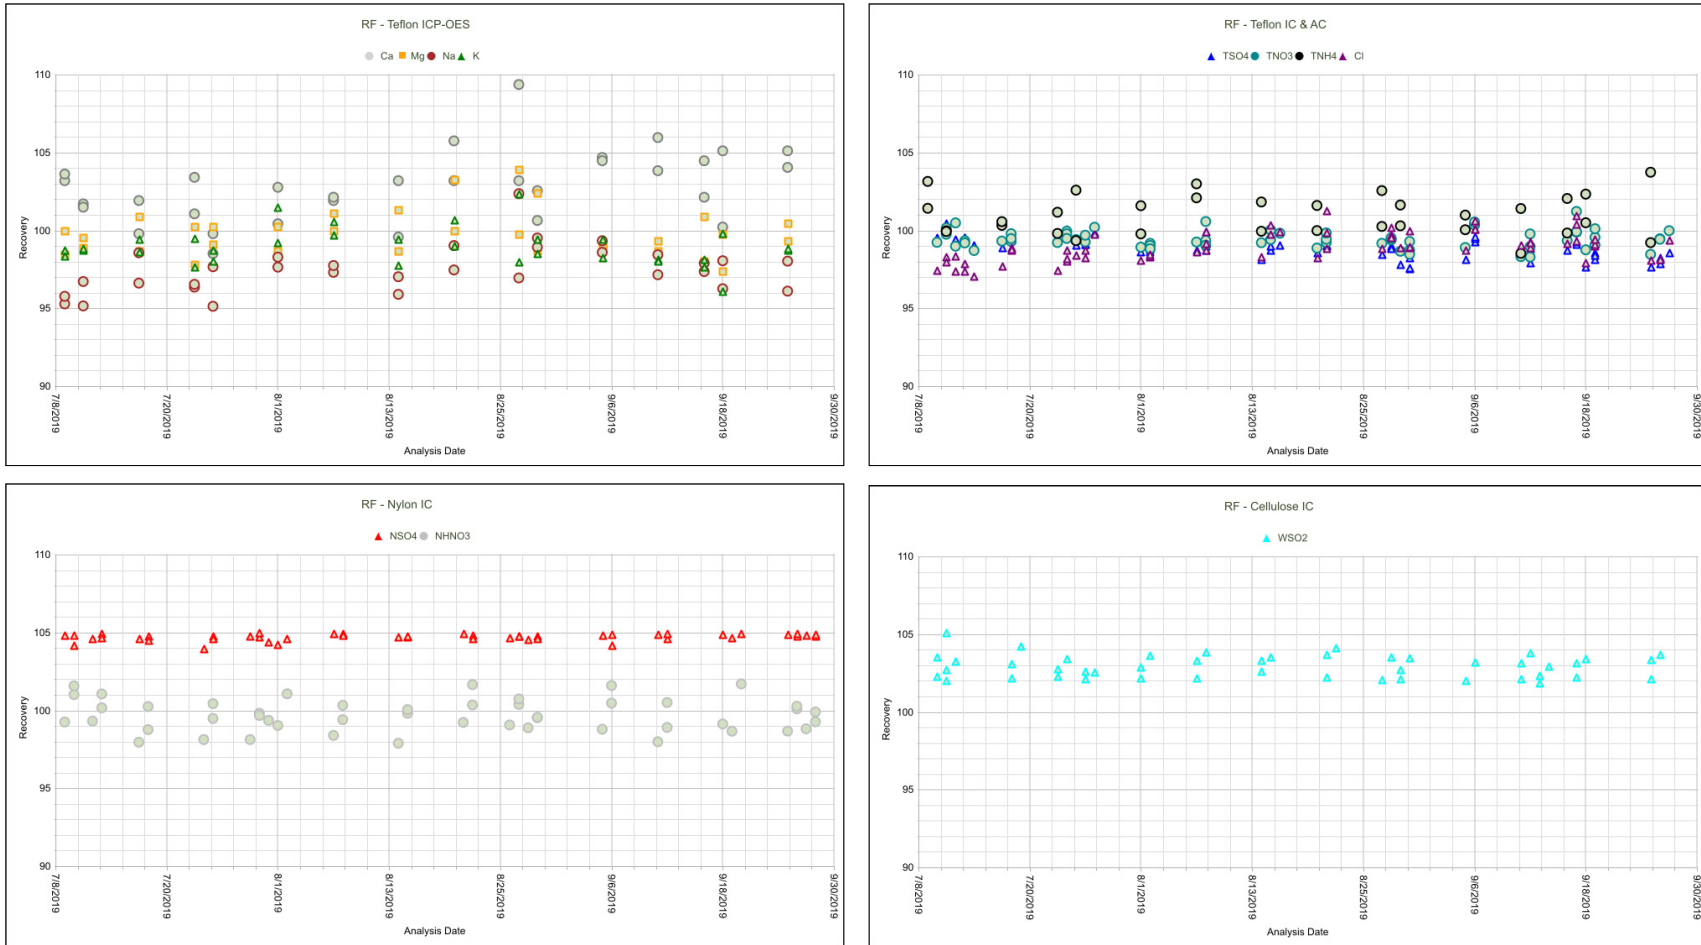 RF - Teflon ICP-OES
Ca Mg Na K
110
105
100
95
90
Recovery
7/8/2019 7/20/2019 8/1/2019 8/13/2019 8/25/2019 9/6/2019 9/18/2019 9/30/2019
Analysis Date
RF - Teflon IC & AC
TSO4 TNO3 TNH4 Cl
110
105
100
95
90
Recovery
7/8/2019 7/20/2019 8/1/2019 8/13/2019 8/25/2019 9/6/2019 9/18/2019 9/30/2019
Analysis Date
RF - Nylon IC
NSO4 NHNO3
110
105
100
95
90
Recovery
7/8/2019 7/20/2019 8/1/2019 8/13/2019 8/25/2019 9/6/2019 9/18/2019 9/30/2019
Analysis Date
RF - Cellulose IC
WSO2
110
105
100
95
90
Recovery
7/8/2019 7/20/2019 8/1/2019 8/13/2019 8/25/2019 9/6/2019 9/18/2019 9/30/2019
Analysis Date